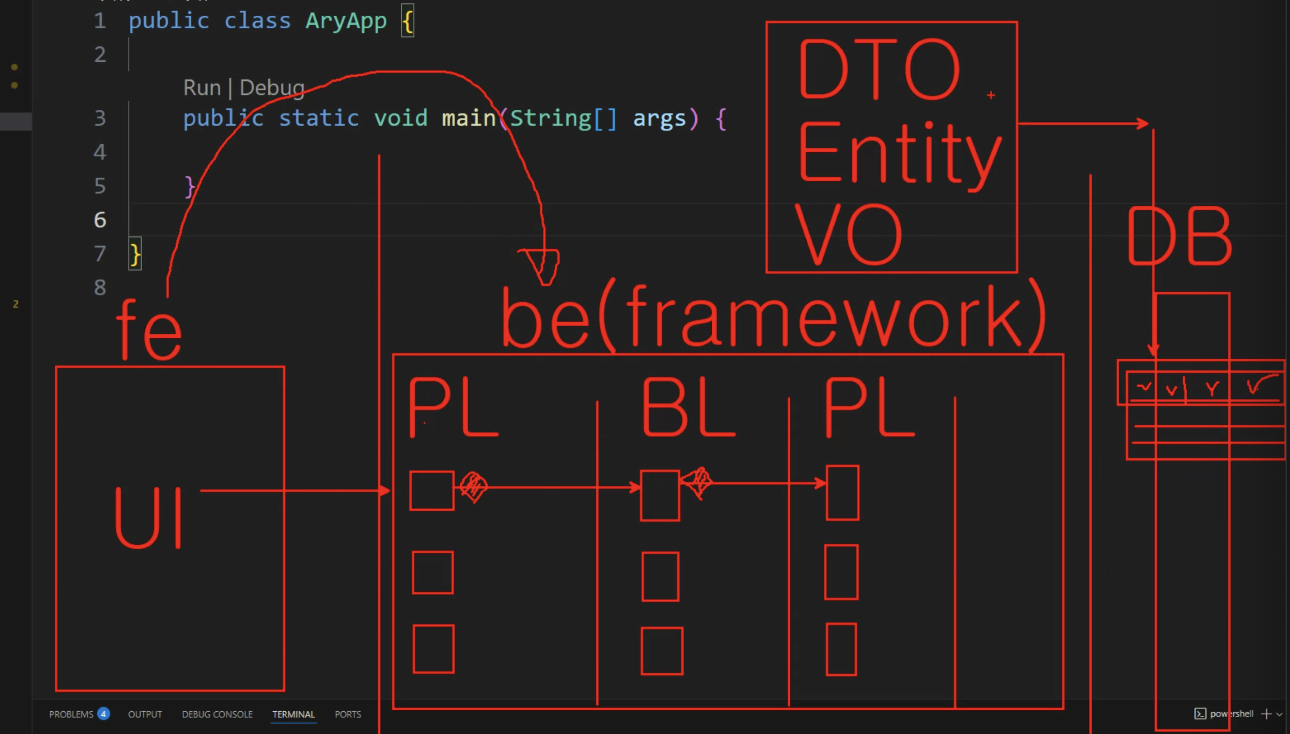 1 public class AryApp {
2
Run | Debug
3 public static void main(String[] args) {
4
5 }
6
7 }
8
2
DTO
Entity
VO
DB
fe
be(framework)
UI
PL BL PL
PROBLEMS 4 OUTPUT DEBUG CONSOLE TERMINAL PORTS
powershell